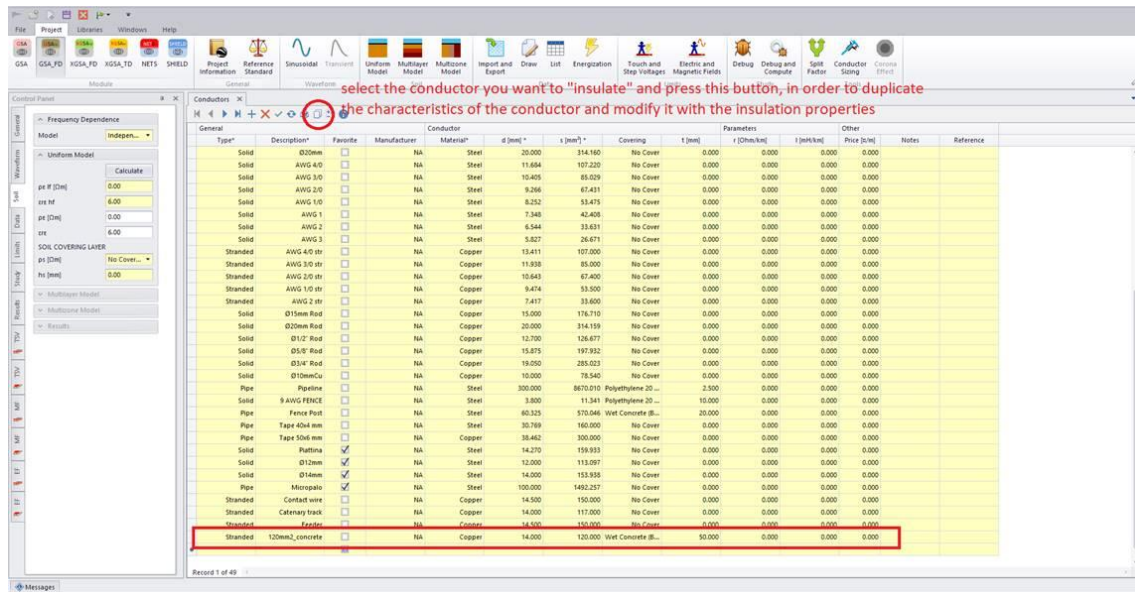 File Project Libraries Windows Help
GSA GSA_FD XGSA_FD XGSA_TD NETS SHIELD
Project Information Reference Standard Sinusoidal Transient Uniform Model Multilayer Model Multizone Model Import and Export Draw List Energization Touch and Step Voltages Electric and Magnetic Fields Debug Debug and Compute Split Factor Conductor Sizing Corona Effect
Module General
select the conductor you want to "insulate" and press this button, in order to duplicate
the characteristics of the conductor and modify it with the insulation properties
Control Panel
Conductors
General
Waveform
Soil
Data
Limits
Study
Results
TSV
TSV
MF
MF
EF
EF
Frequency Dependence
Model Indepen...
Uniform Model
Calculate
ρe lf [Ωm] 0.00
εre hf 6.00
ρe [Ωm] 0.00
εre 6.00
SOIL COVERING LAYER
ρs [Ωm] No Cover...
hs [mm] 0.00
Multilayer Model
Multizone Model
Results
General Conductor Parameters Other
Type* Description* Favorite Manufacturer Material* d [mm] * s [mm²] * Covering t [mm] r [Ohm/km] l [mH/km] Price [¤/m] Notes Reference
Solid Ø20mm NA Steel 20.000 314.160 No Cover 0.000 0.000 0.000 0.000
Solid AWG 4/0 NA Steel 11.684 107.220 No Cover 0.000 0.000 0.000 0.000
Solid AWG 3/0 NA Steel 10.405 85.029 No Cover 0.000 0.000 0.000 0.000
Solid AWG 2/0 NA Steel 9.266 67.431 No Cover 0.000 0.000 0.000 0.000
Solid AWG 1/0 NA Steel 8.252 53.475 No Cover 0.000 0.000 0.000 0.000
Solid AWG 1 NA Steel 7.348 42.408 No Cover 0.000 0.000 0.000 0.000
Solid AWG 2 NA Steel 6.544 33.631 No Cover 0.000 0.000 0.000 0.000
Solid AWG 3 NA Steel 5.827 26.671 No Cover 0.000 0.000 0.000 0.000
Stranded AWG 4/0 str NA Copper 13.411 107.000 No Cover 0.000 0.000 0.000 0.000
Stranded AWG 3/0 str NA Copper 11.938 85.000 No Cover 0.000 0.000 0.000 0.000
Stranded AWG 2/0 str NA Copper 10.643 67.400 No Cover 0.000 0.000 0.000 0.000
Stranded AWG 1/0 str NA Copper 9.474 53.500 No Cover 0.000 0.000 0.000 0.000
Stranded AWG 2 str NA Copper 7.417 33.600 No Cover 0.000 0.000 0.000 0.000
Solid Ø15mm Rod NA Copper 15.000 176.710 No Cover 0.000 0.000 0.000 0.000
Solid Ø20mm Rod NA Copper 20.000 314.159 No Cover 0.000 0.000 0.000 0.000
Solid Ø1/2' Rod NA Copper 12.700 126.677 No Cover 0.000 0.000 0.000 0.000
Solid Ø5/8' Rod NA Copper 15.875 197.932 No Cover 0.000 0.000 0.000 0.000
Solid Ø3/4' Rod NA Copper 19.050 285.023 No Cover 0.000 0.000 0.000 0.000
Solid Ø10mmCu NA Copper 10.000 78.540 No Cover 0.000 0.000 0.000 0.000
Pipe Pipeline NA Steel 300.000 8670.010 Polyethylene 20 ... 2.500 0.000 0.000 0.000
Solid 9 AWG FENCE NA Steel 3.800 11.341 Polyethylene 20 ... 10.000 0.000 0.000 0.000
Pipe Fence Post NA Steel 60.325 570.046 Wet Concrete (B... 20.000 0.000 0.000 0.000
Pipe Tape 40x4 mm NA Steel 30.769 160.000 No Cover 0.000 0.000 0.000 0.000
Pipe Tape 50x6 mm NA Copper 38.462 300.000 No Cover 0.000 0.000 0.000 0.000
Solid Piattina NA Steel 14.270 159.933 No Cover 0.000 0.000 0.000 0.000
Solid Ø12mm NA Steel 12.000 113.097 No Cover 0.000 0.000 0.000 0.000
Solid Ø14mm NA Steel 14.000 153.938 No Cover 0.000 0.000 0.000 0.000
Pipe Micropalo NA Steel 100.000 1492.257 No Cover 0.000 0.000 0.000 0.000
Stranded Contact wire NA Copper 14.500 150.000 No Cover 0.000 0.000 0.000 0.000
Stranded Catenary track NA Copper 14.000 117.000 No Cover 0.000 0.000 0.000 0.000
Stranded Feeder NA Copper 14.500 150.000 No Cover 0.000 0.000 0.000 0.000
Stranded 120mm2_concrete NA Copper 14.000 120.000 Wet Concrete (B... 50.000 0.000 0.000 0.000
Record 1 of 49
Messages